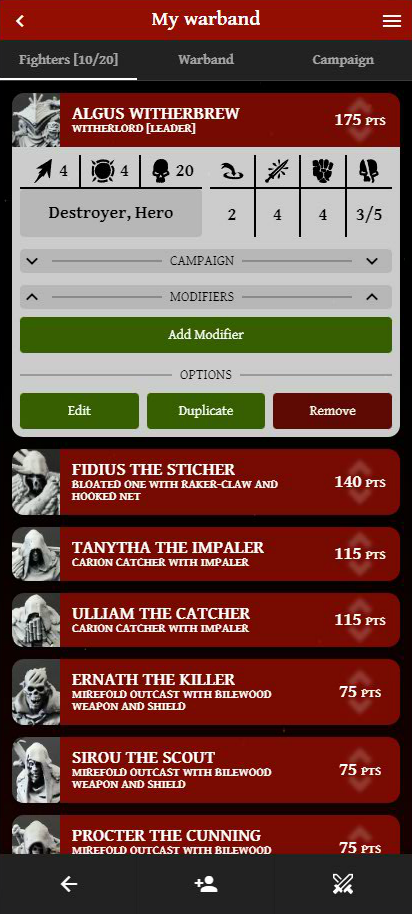 My warband
Fighters [10/20] Warband Campaign
ALGUS WITHERBREW
WITHERLORD [LEADER]
175 PTS
4 4 20
Destroyer, Hero 2 4 4 3/5
CAMPAIGN
MODIFIERS
Add Modifier
OPTIONS
Edit Duplicate Remove
FIDIUS THE STICHER
BLOATED ONE WITH RAKER-CLAW AND
HOOKED NET
140 PTS
TANYTHA THE IMPALER
CARION CATCHER WITH IMPALER
115 PTS
ULLIAM THE CATCHER
CARION CATCHER WITH IMPALER
115 PTS
ERNATH THE KILLER
MIREFOLD OUTCAST WITH BILEWOOD
WEAPON AND SHIELD
75 PTS
SIROU THE SCOUT
MIREFOLD OUTCAST WITH BILEWOOD
WEAPON AND SHIELD
75 PTS
PROCTER THE CUNNING
MIREFOLD OUTCAST WITH BILEWOOD
75 PTS